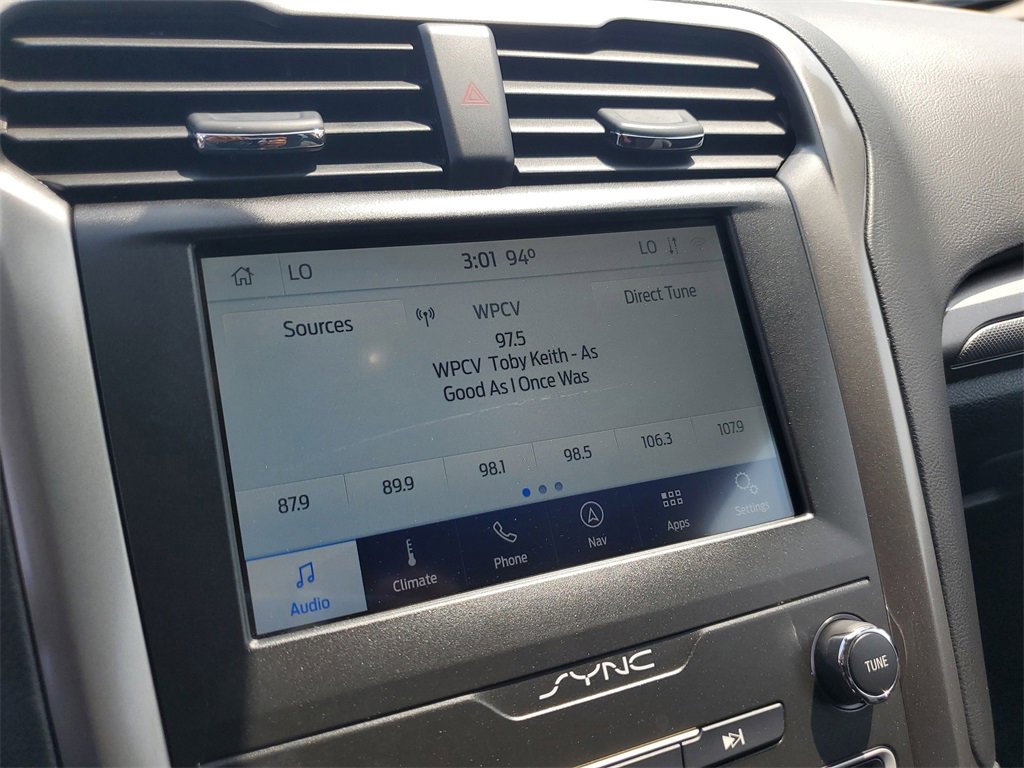 LO 3:01 94º LO
Sources WPCV Direct Tune
97.5
WPCV Toby Keith - As
Good As I Once Was
87.9 89.9 98.1 98.5 106.3 107.9
Audio Climate Phone Nav Apps Settings
SYNC
TUNE